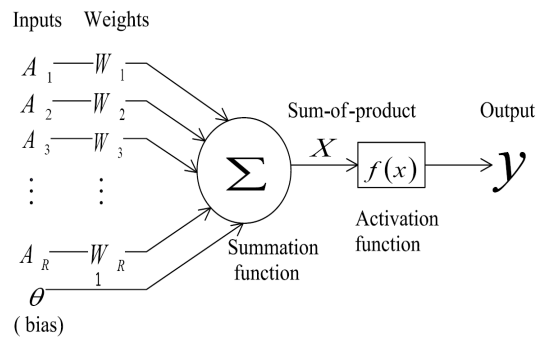 Inputs Weights
A 1 W 1
A 2 W 2
A 3 W 3
Sum-of-product
Output
Σ
X
f(x)
y
⋮ ⋮
Activation
function
A R W R
Summation
function
1
θ
( bias)